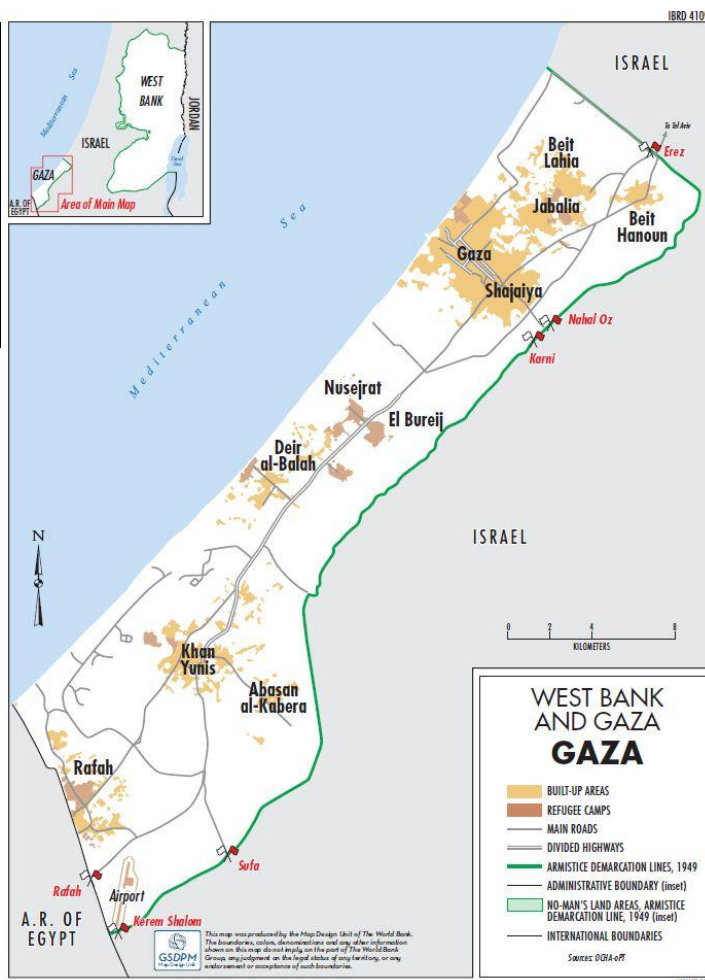 IBRD 4109
WEST
BANK
Mediterranean Sea
ISRAEL
JORDAN
Dead
Sea
GAZA
A.R. OF
EGYPT
Area of Main Map
ISRAEL
To Tel Aviv
Erez
Beit
Lahia
Jabalia
Beit
Hanoun
Gaza
Shajaiya
Nahal Oz
Karni
Mediterranean Sea
Nusejrat
El Bureij
Deir
al-Balah
N
ISRAEL
0 2 4 8
KILOMETERS
Khan
Yunis
Abasan
al-Kabera
Rafah
Sufa
Rafah
Airport
Kerem Shalom
A.R. OF
EGYPT
WEST BANK
AND GAZA
GAZA
BUILT-UP AREAS
REFUGEE CAMPS
MAIN ROADS
DIVIDED HIGHWAYS
ARMISTICE DEMARCATION LINES, 1949
ADMINISTRATIVE BOUNDARY (inset)
NO-MAN'S LAND AREAS, ARMISTICE
DEMARCATION LINE, 1949 (inset)
INTERNATIONAL BOUNDARIES
Sources: OCHA-oPT
GSDPM
Map Design Unit
This map was produced by the Map Design Unit of The World Bank.
The boundaries, colors, denominations and any other information
shown on this map do not imply, on the part of The World Bank
Group, any judgment on the legal status of any territory, or any
endorsement or acceptance of such boundaries.